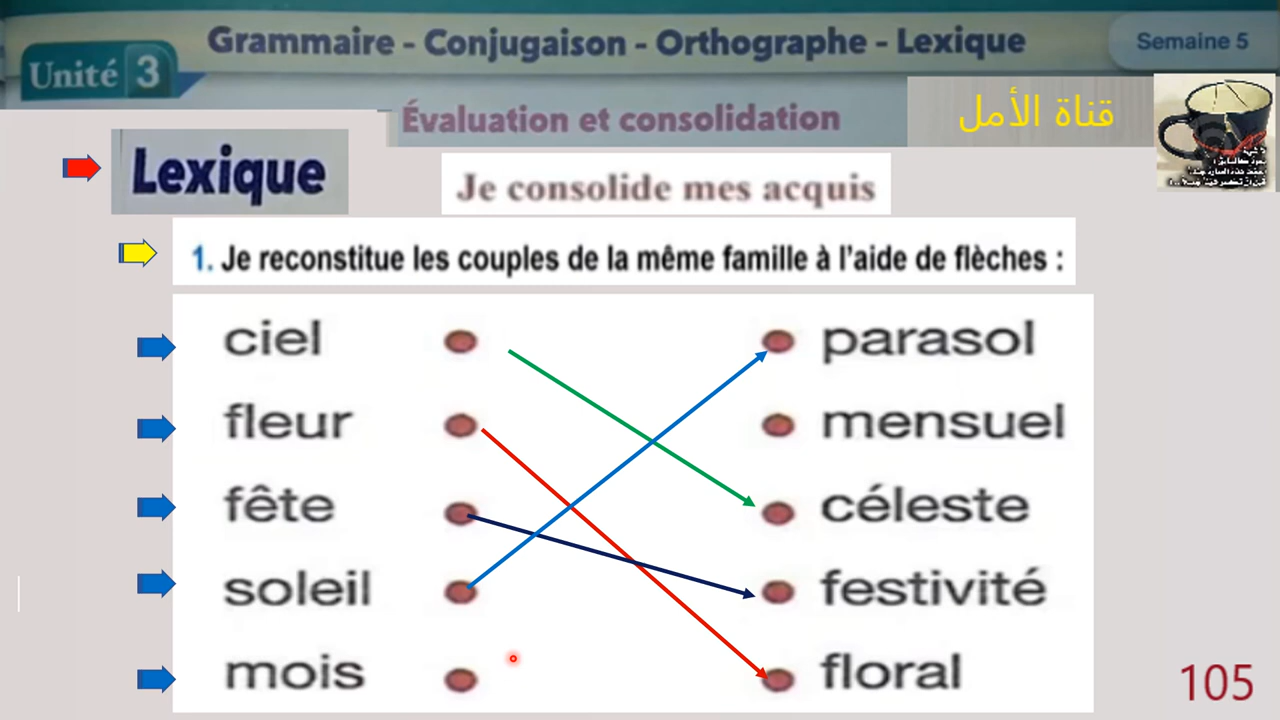 Grammaire - Conjugaison - Orthographe - Lexique
Semaine 5
Unité 3
Évaluation et consolidation
قناة الأمل
Lexique
Je consolide mes acquis
1. Je reconstitue les couples de la même famille à l'aide de flèches :
ciel parasol
fleur mensuel
fête céleste
soleil festivité
mois floral
105